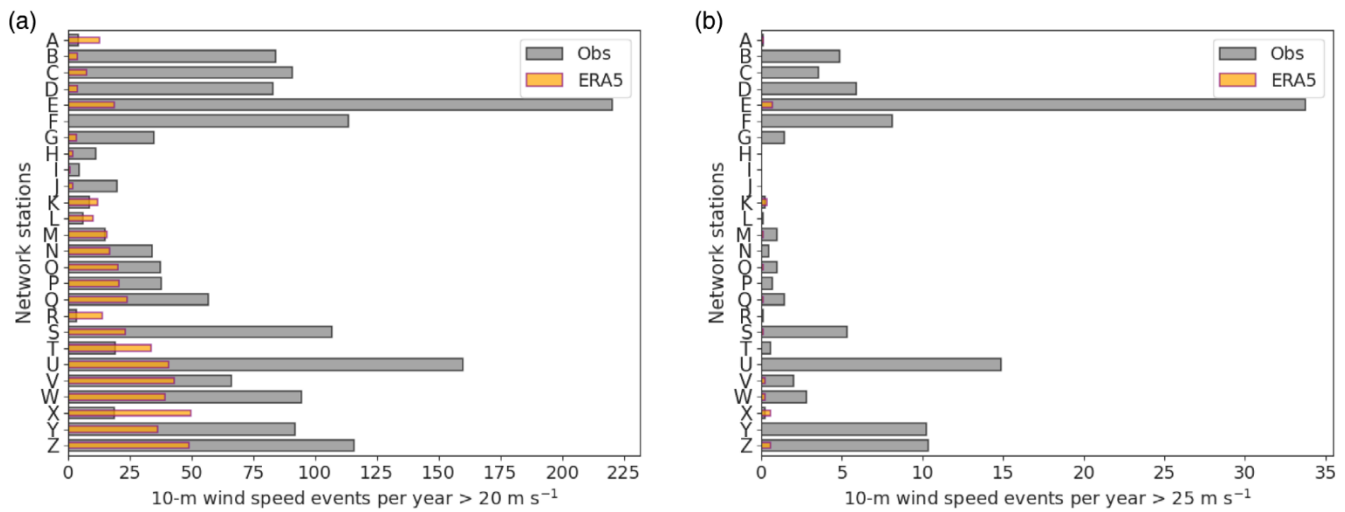 (a)
Network stations
A
B
C
D
E
F
G
H
I
J
K
L
M
N
O
P
Q
R
S
T
U
V
W
X
Y
Z
Obs
ERA5
0 25 50 75 100 125 150 175 200 225
10-m wind speed events per year > 20 m s⁻¹
(b)
Network stations
A
B
C
D
E
F
G
H
I
J
K
L
M
N
O
P
Q
R
S
T
U
V
W
X
Y
Z
Obs
ERA5
0 5 10 15 20 25 30 35
10-m wind speed events per year > 25 m s⁻¹